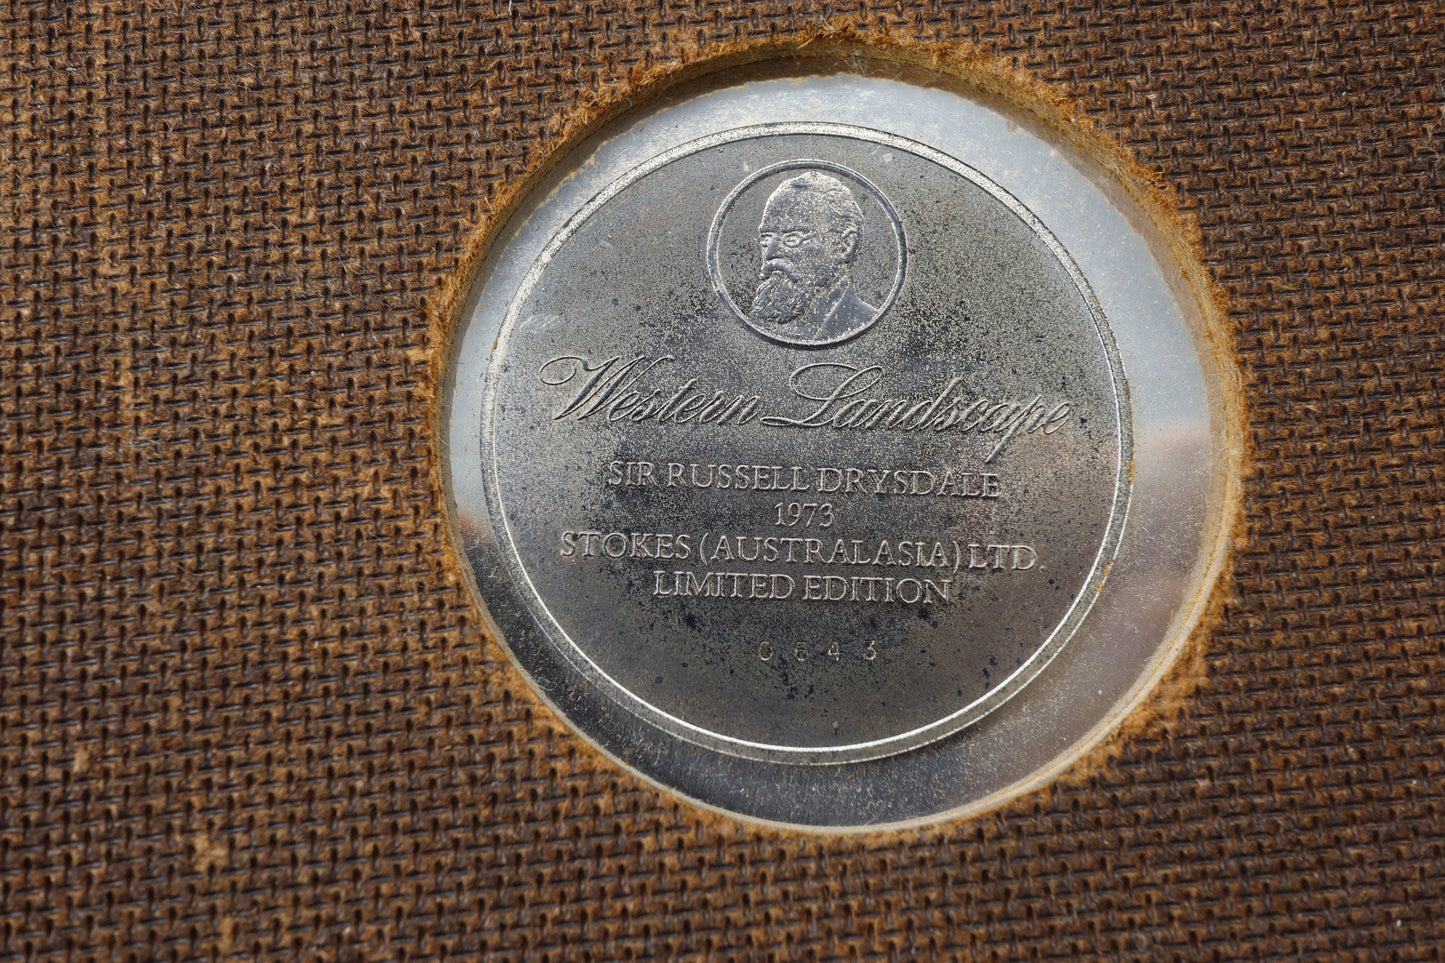 Western Landscape
SIR RUSSELL DRYSDALE
1973
STOKES (AUSTRALASIA) LTD.
LIMITED EDITION
0643